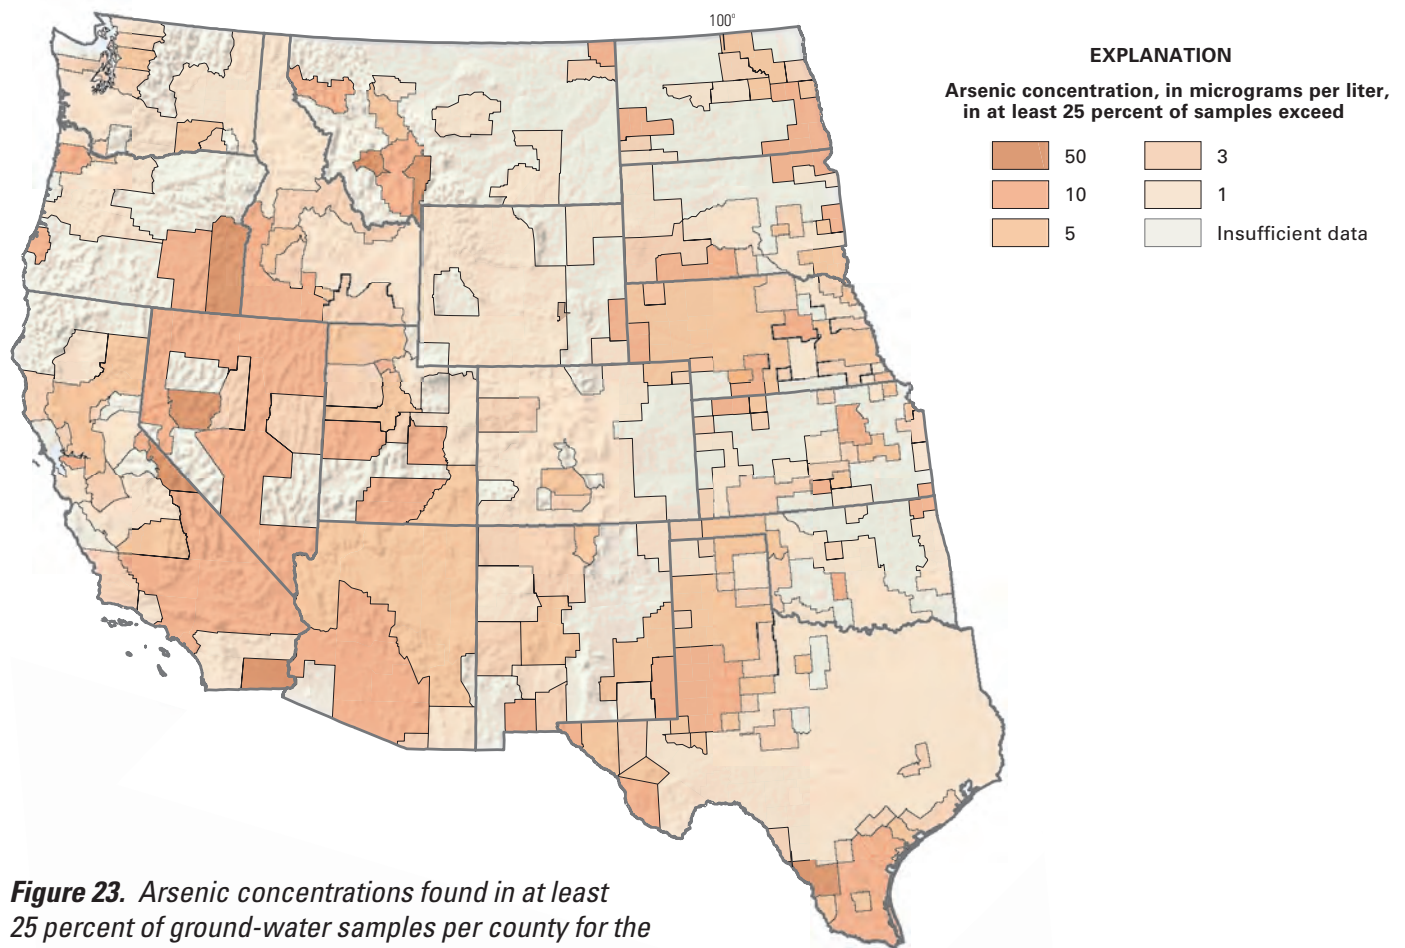 100°
EXPLANATION
Arsenic concentration, in micrograms per liter,
in at least 25 percent of samples exceed
50
3
10
1
5
Insufficient data
Figure 23. Arsenic concentrations found in at least
25 percent of ground-water samples per county for the